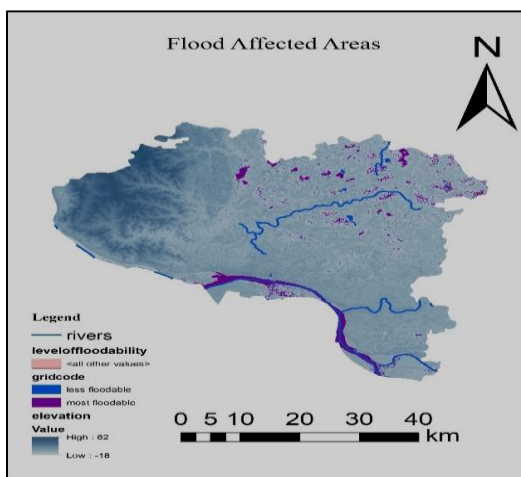 Flood Affected Areas
N
Legend
rivers
leveloffloodability
<all other values>
gridcode
less floodable
most floodable
elevation
Value
High : 62
Low : -18
0 5 10 20 30 40
km